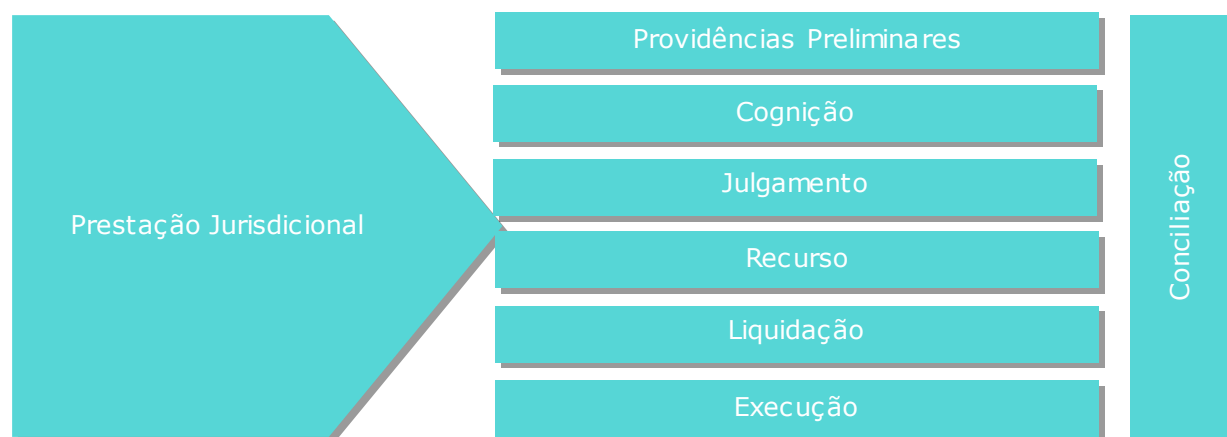 Prestação Jurisdicional
Providências Preliminares
Cognição
Julgamento
Recurso
Liquidação
Execução
Conciliação